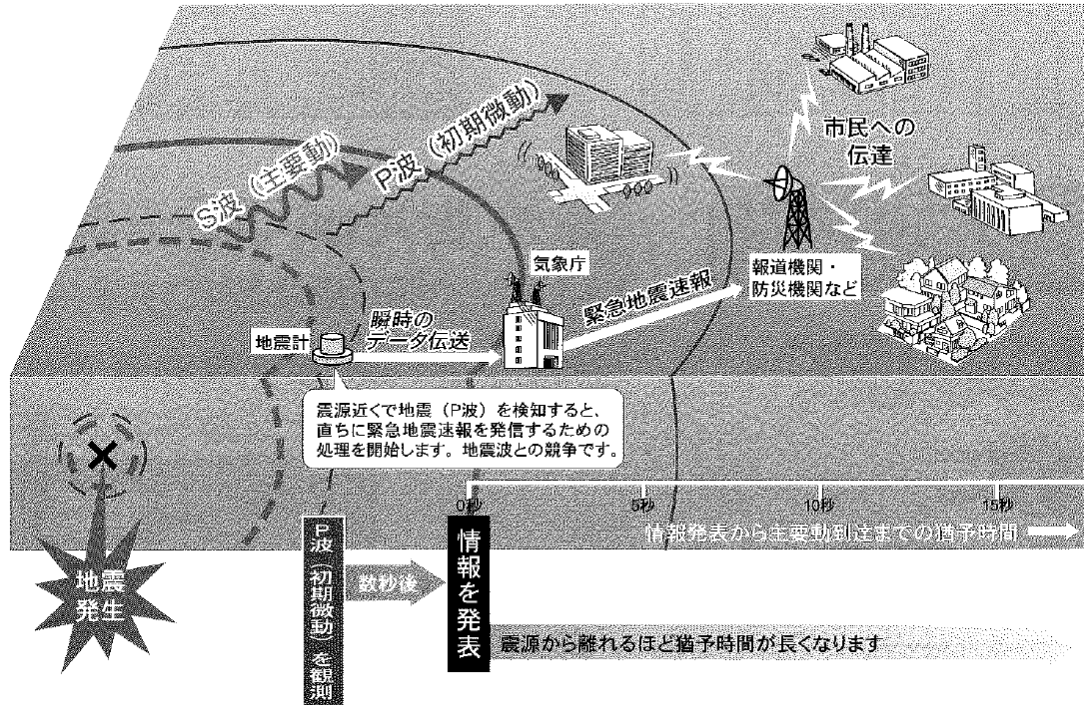 S波（主要動）
P波（初期微動）
市民への
伝達
気象庁
報道機関・
防災機関など
緊急地震速報
地震計
瞬時の
データ伝送
震源近くで地震（P波）を検知すると、
直ちに緊急地震速報を発信するための
処理を開始します。地震波との競争です。
0秒
5秒
10秒
15秒
情報発表から主要動到達までの猶予時間
地震
発生
P波（初期微動）を観測
数秒後
情報を発表
震源から離れるほど猶予時間が長くなります